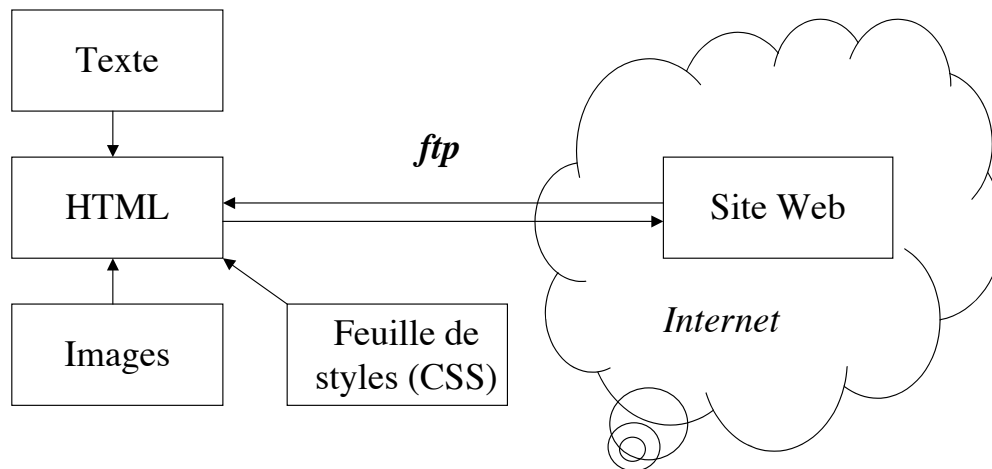 Texte
ftp
HTML
Site Web
Internet
Images
Feuille de
styles (CSS)